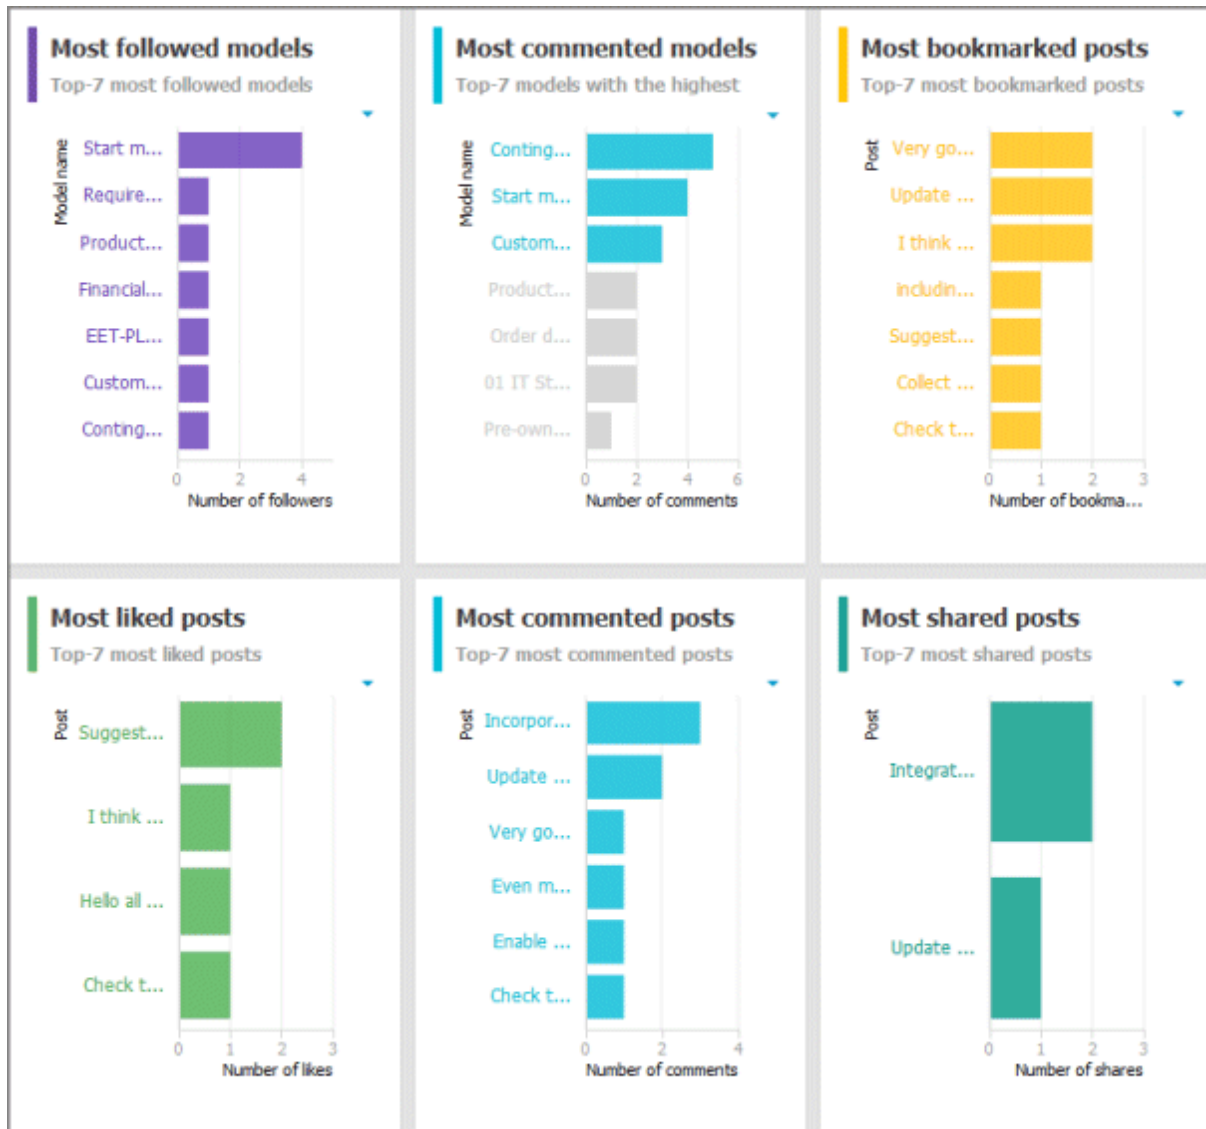 Most followed models
Top-7 most followed models
Model name
Start m...
Require...
Product...
Financial...
EET-PL...
Custom...
Conting...
0 2 4
Number of followers
Most commented models
Top-7 models with the highest
Model name
Conting...
Start m...
Custom...
Product...
Order d...
01 IT St...
Pre-own...
0 2 4 6
Number of comments
Most bookmarked posts
Top-7 most bookmarked posts
Post
Very go...
Update ...
I think ...
includin...
Suggest...
Collect ...
Check t...
0 1 2 3
Number of bookma...
Most liked posts
Top-7 most liked posts
Post
Suggest...
I think ...
Hello all ...
Check t...
0 1 2 3
Number of likes
Most commented posts
Top-7 most commented posts
Post
Incorpor...
Update ...
Very go...
Even m...
Enable ...
Check t...
0 2 4
Number of comments
Most shared posts
Top-7 most shared posts
Post
Integrat...
Update ...
0 1 2 3
Number of shares